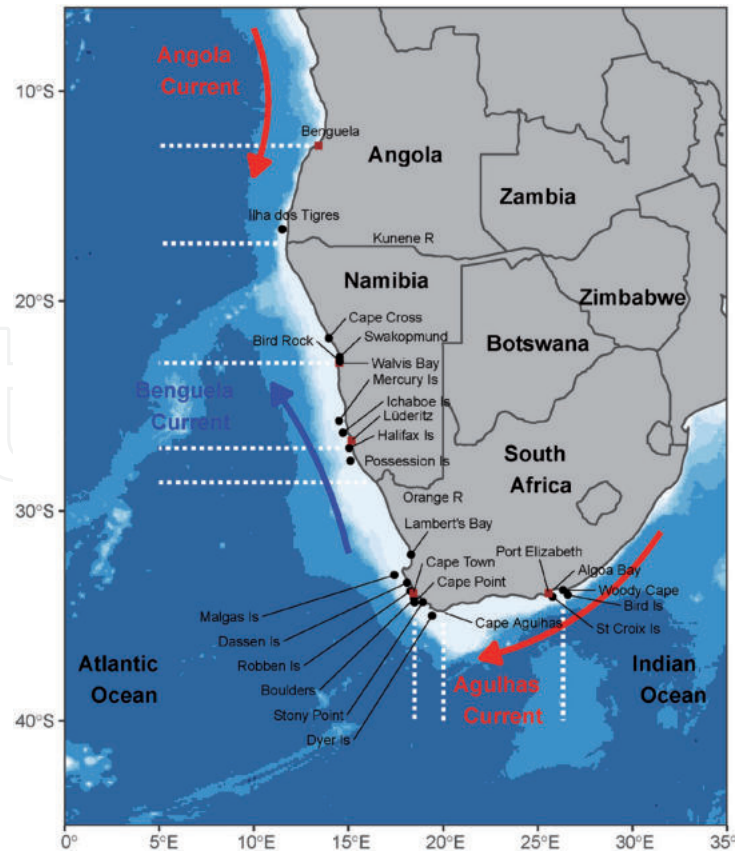 Angola
Current
10°S
Benguela
Angola
Zambia
Ilha dos Tigres
Kunene R
Namibia
Zimbabwe
20°S
Cape Cross
Bird Rock
Swakopmund
Botswana
Walvis Bay
Mercury Is
Benguela
Current
Ichaboe Is
Lüderitz
Halifax Is
Possession Is
South
Africa
30°S
Orange R
Lambert's Bay
Port Elizabeth
Cape Town
Algoa Bay
Cape Point
Woody Cape
Malgas Is
Bird Is
Cape Agulhas
St Croix Is
Dassen Is
Robben Is
Atlantic
Ocean
Boulders
Agulhas
Current
Indian
Ocean
Stony Point
40°S
Dyer Is
0° 5°E 10°E 15°E 20°E 25°E 30°E 35°E